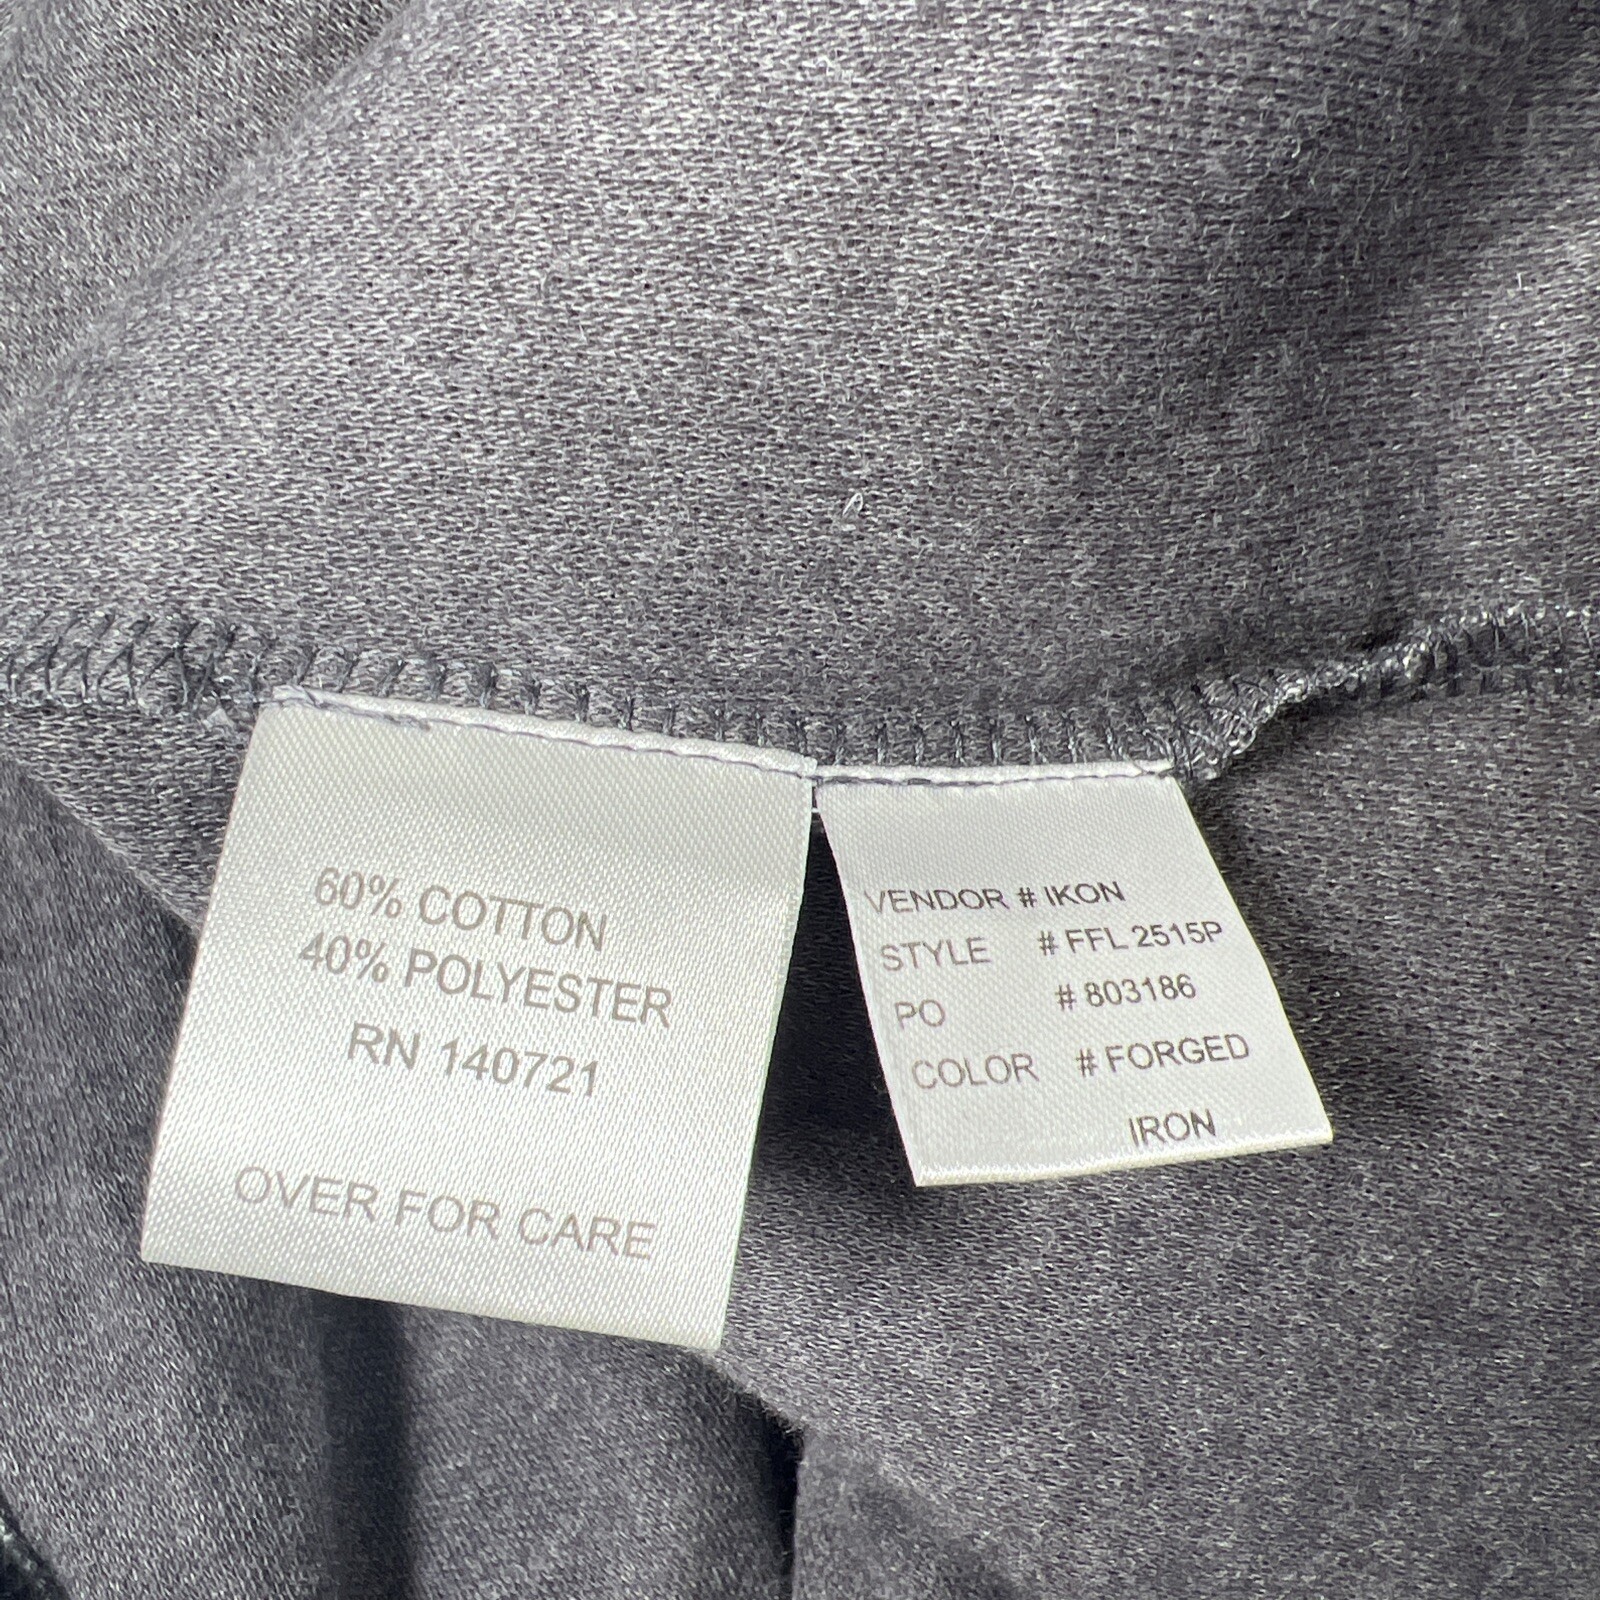 60% COTTON
40% POLYESTER
RN 140721
OVER FOR CARE
VENDOR # IKON
STYLE # FFL 2515P
PO # 803186
COLOR # FORGED
IRON